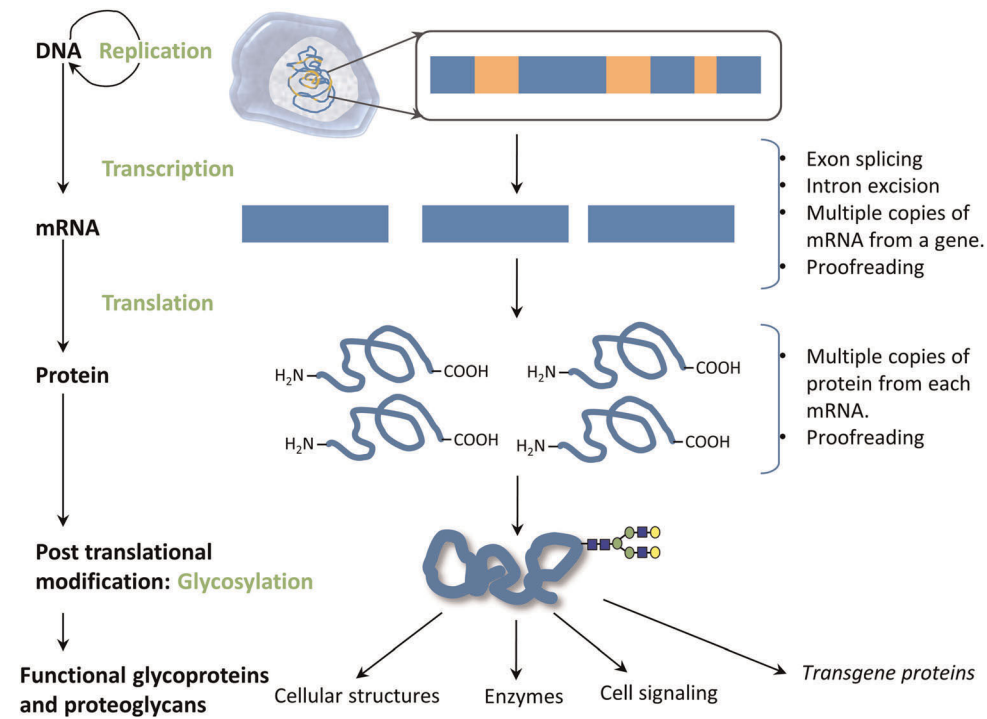 DNA
Replication
Transcription
• Exon splicing
• Intron excision
• Multiple copies of
mRNA from a gene.
• Proofreading
mRNA
Translation
Protein
H₂N
COOH
H₂N
COOH
H₂N
COOH
H₂N
COOH
• Multiple copies of
protein from each
mRNA.
• Proofreading
Post translational
modification: Glycosylation
Functional glycoproteins
and proteoglycans
Cellular structures
Enzymes
Cell signaling
Transgene proteins